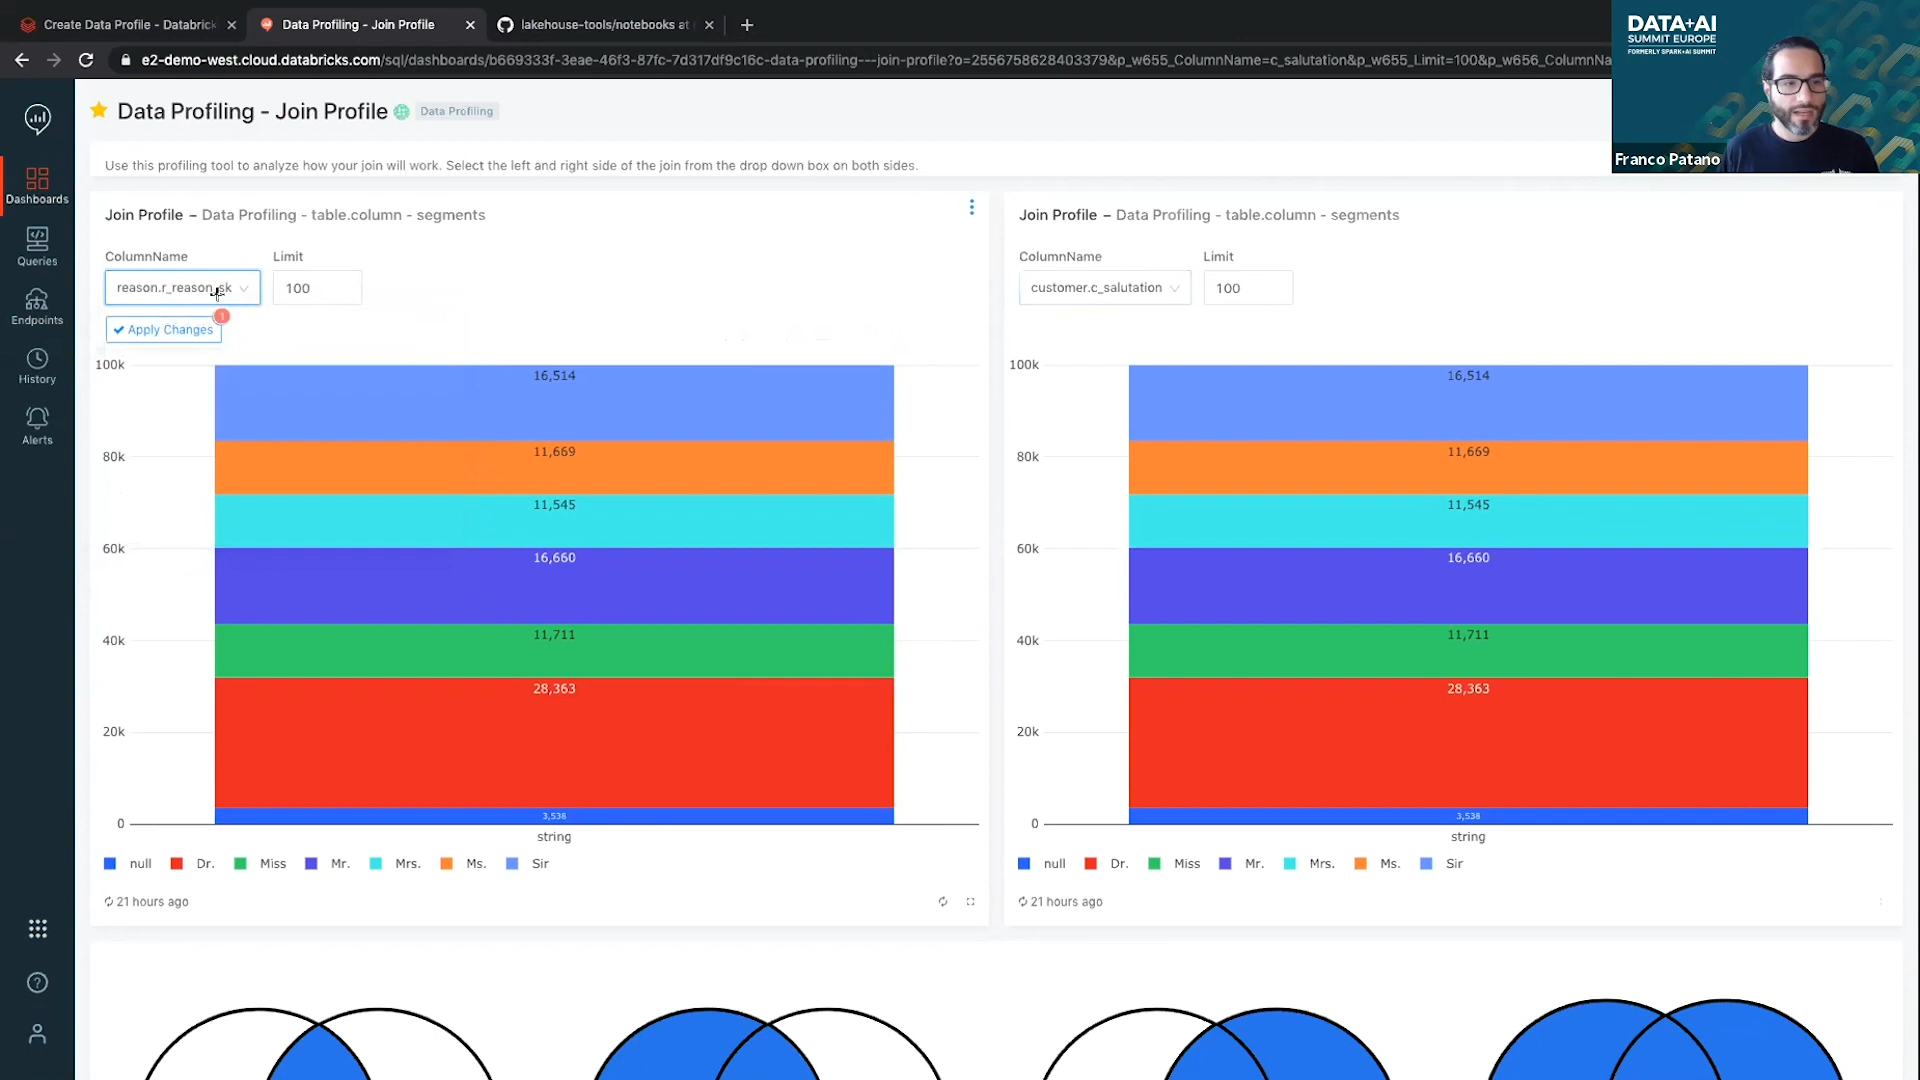 Create Data Profile - Databric
Data Profiling - Join Profile
lakehouse-tools/notebooks at
e2-demo-west.cloud.databricks.com/sql/dashboards/b669333f-3eae-46f3-87fc-7d317df9c16c-data-profiling---join-profile?o=2556758628403379&p_w655_ColumnName=c_salutation&p_w655_Limit=100&p_w656_ColumnNa
DATA+AI
SUMMIT EUROPE
FORMERLY SPARK+AI SUMMIT
Franco Patano
Dashboards
Queries
Endpoints
History
Alerts
Data Profiling - Join Profile
Data Profiling
Use this profiling tool to analyze how your join will work. Select the left and right side of the join from the drop down box on both sides.
Join Profile – Data Profiling - table.column - segments
ColumnName
Limit
reason.r_reason_sk
100
1
Apply Changes
100k
80k
60k
40k
20k
0
16,514
11,669
11,545
16,660
11,711
28,363
3,538
string
null
Dr.
Miss
Mr.
Mrs.
Ms.
Sir
21 hours ago
Join Profile – Data Profiling - table.column - segments
ColumnName
Limit
customer.c_salutation
100
100k
80k
60k
40k
20k
0
16,514
11,669
11,545
16,660
11,711
28,363
3,538
string
null
Dr.
Miss
Mr.
Mrs.
Ms.
Sir
21 hours ago